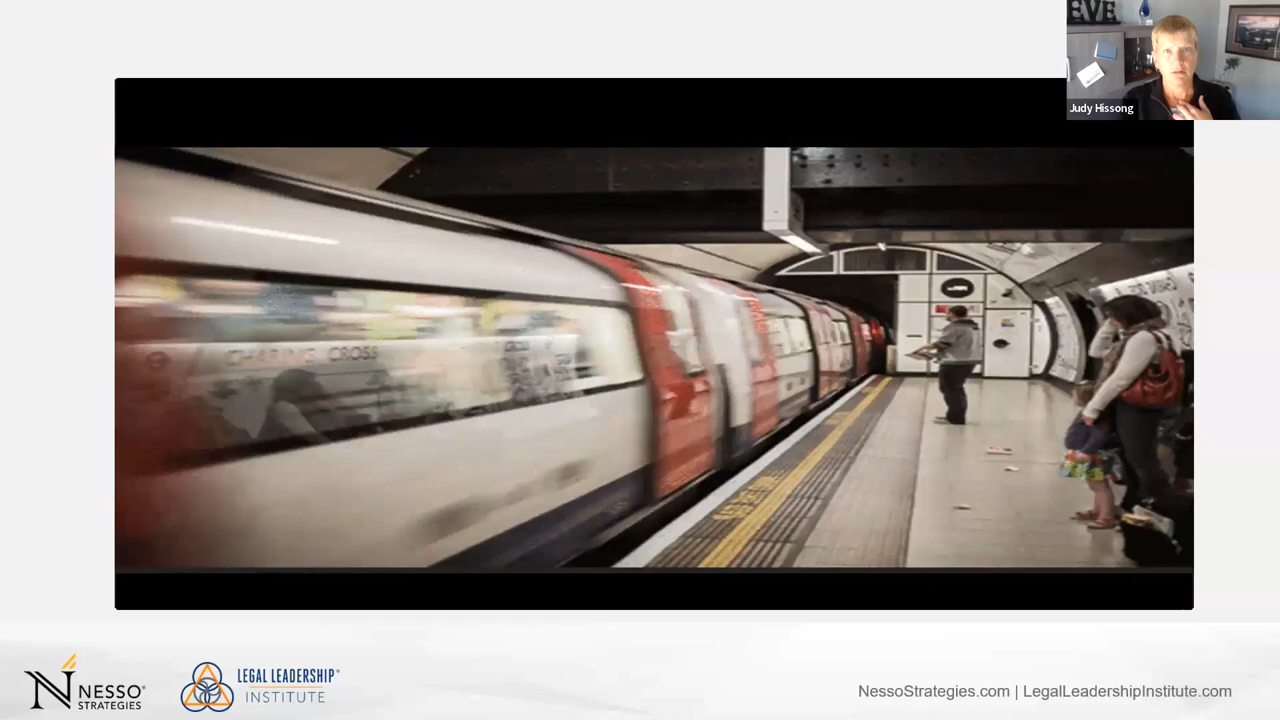 EVE
Judy Hissong
CHARING CROSS
NESSO®
STRATEGIES
LEGAL LEADERSHIP
INSTITUTE
NessoStrategies.com | LegalLeadershipInstitute.com